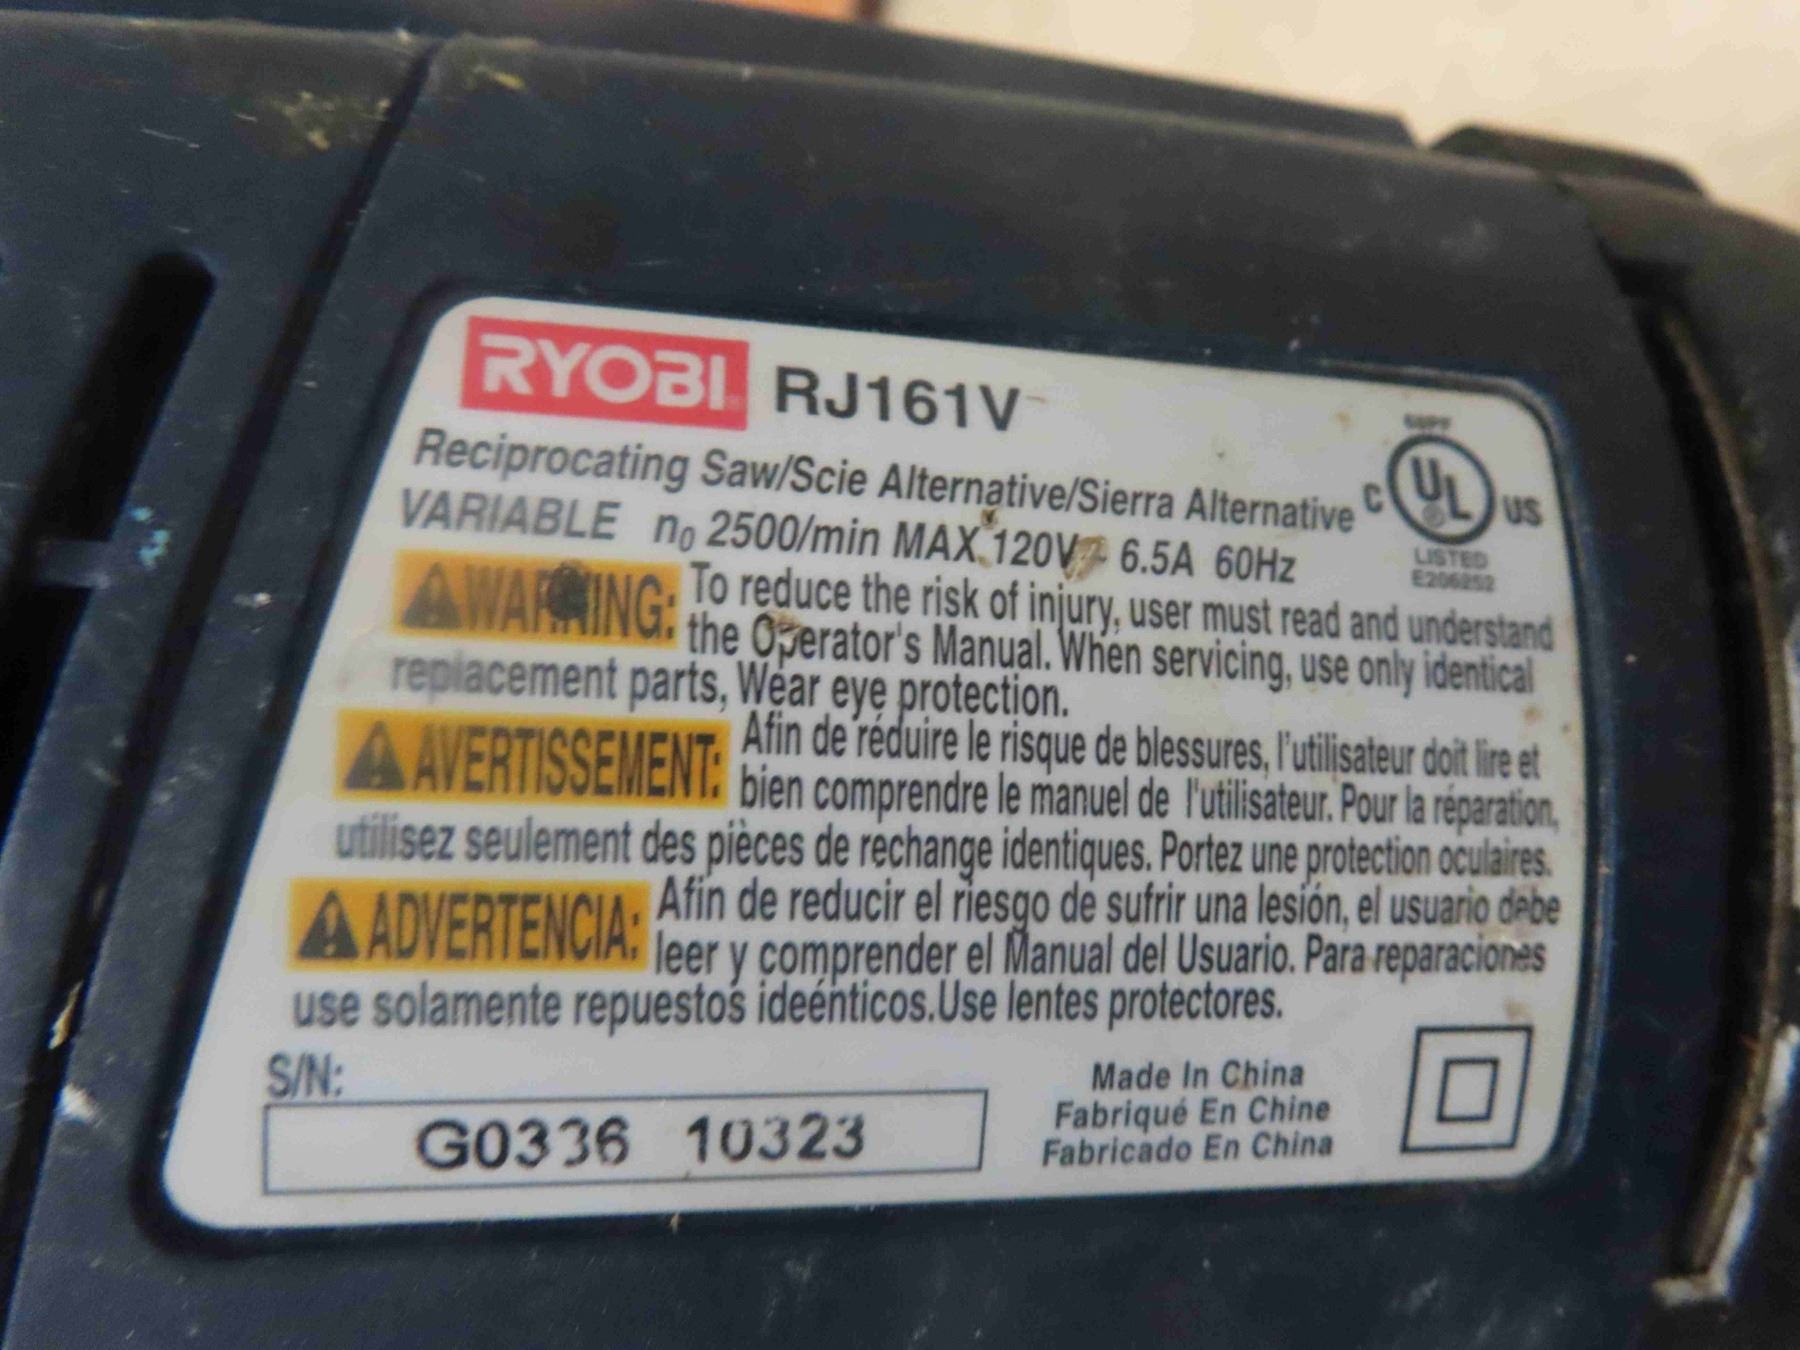 RYOBI RJ161V
Reciprocating Saw/Scie Alternative/Sierra Alternative
VARIABLE n₀ 2500/min MAX 120V~ 6.5A 60Hz
C UL US
LISTED
E206252
WARNING: To reduce the risk of injury, user must read and understand
the Operator's Manual. When servicing, use only identical
replacement parts, Wear eye protection.
AVERTISSEMENT: Afin de réduire le risque de blessures, l'utilisateur doit lire et
bien comprendre le manuel de l'utilisateur. Pour la réparation,
utilisez seulement des pièces de rechange identiques. Portez une protection oculaires.
ADVERTENCIA: Afin de reducir el riesgo de sufrir una lesión, el usuario debe
leer y comprender el Manual del Usuario. Para reparaciones
use solamente repuestos ideénticos.Use lentes protectores.
S/N:
G0336 10323
Made In China
Fabriqué En Chine
Fabricado En China